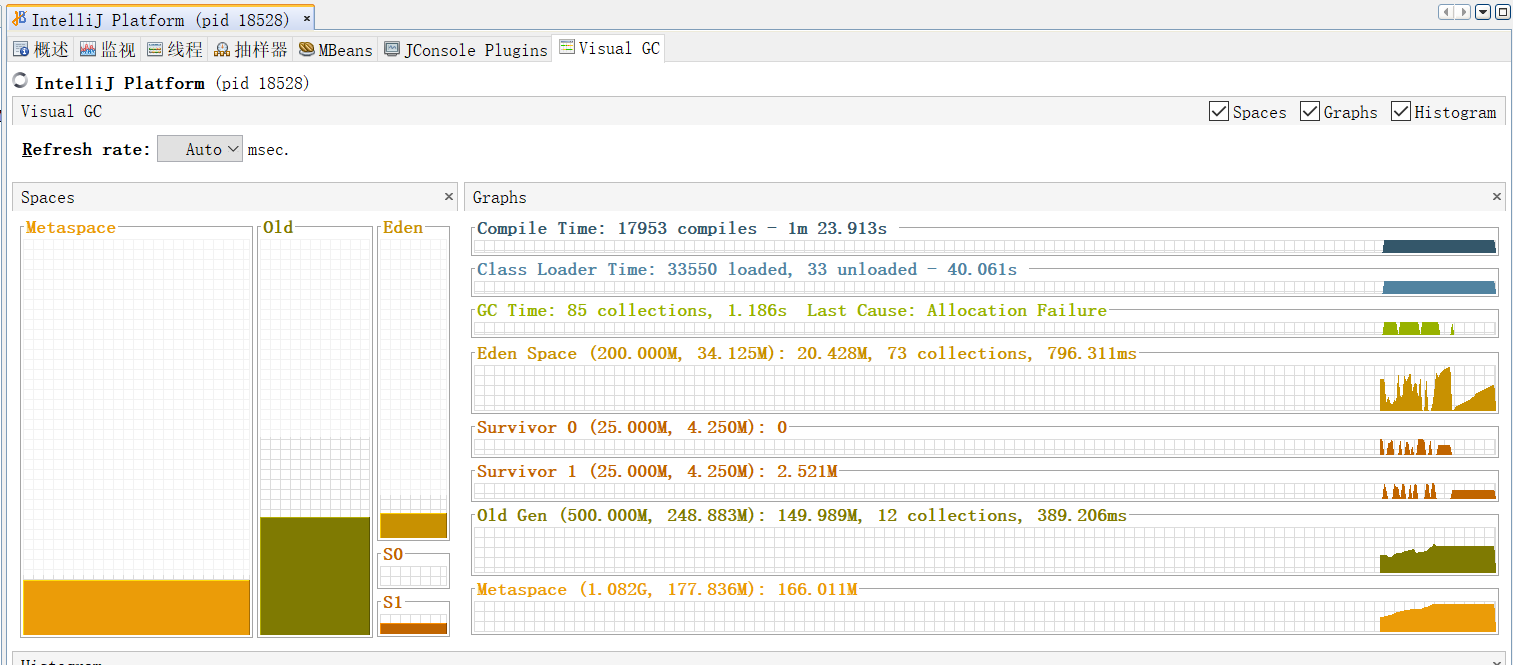 IntelliJ Platform (pid 18528)
概述 监视 线程 抽样器 MBeans JConsole Plugins Visual GC
IntelliJ Platform (pid 18528)
Visual GC Spaces Graphs Histogram
Refresh rate: Auto msec.
Spaces
Metaspace Old Eden
S0
S1
Graphs
Compile Time: 17953 compiles - 1m 23.913s
Class Loader Time: 33550 loaded, 33 unloaded - 40.061s
GC Time: 85 collections, 1.186s Last Cause: Allocation Failure
Eden Space (200.000M, 34.125M): 20.428M, 73 collections, 796.311ms
Survivor 0 (25.000M, 4.250M): 0
Survivor 1 (25.000M, 4.250M): 2.521M
Old Gen (500.000M, 248.883M): 149.989M, 12 collections, 389.206ms
Metaspace (1.082G, 177.836M): 166.011M
Histogram